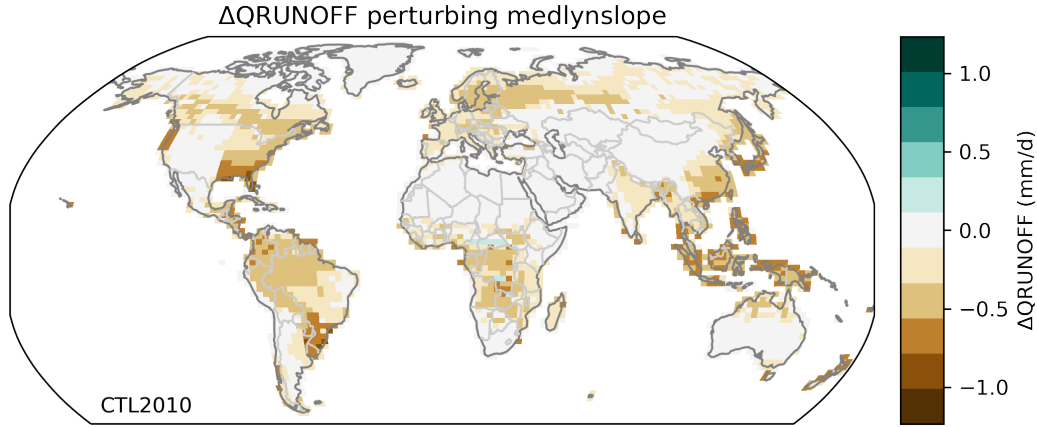 ΔQRUNOFF perturbing medlynslope
1.0
0.5
0.0
−0.5
−1.0
ΔQRUNOFF (mm/d)
CTL2010